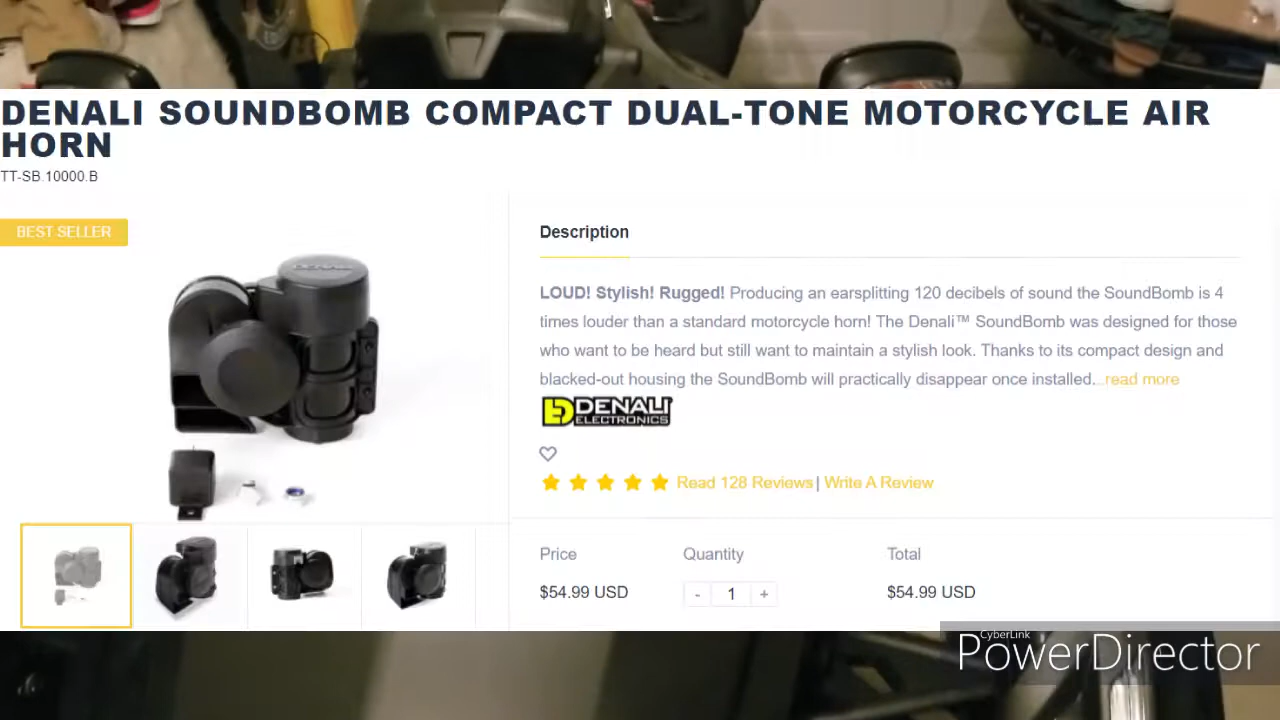 DENALI SOUNDBOMB COMPACT DUAL-TONE MOTORCYCLE AIR
HORN
TT-SB.10000.B
BEST SELLER
DENALI
Description
LOUD! Stylish! Rugged! Producing an earsplitting 120 decibels of sound the SoundBomb is 4
times louder than a standard motorcycle horn! The Denali™ SoundBomb was designed for those
who want to be heard but still want to maintain a stylish look. Thanks to its compact design and
blacked-out housing the SoundBomb will practically disappear once installed...read more
DENALI
ELECTRONICS
Read 128 Reviews | Write A Review
Price Quantity Total
$54.99 USD - 1 + $54.99 USD
CyberLink
PowerDirector